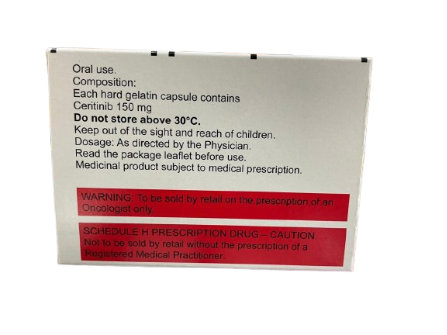 Oral use.
Composition:
Each hard gelatin capsule contains
Ceritinib 150 mg
Do not store above 30°C.
Keep out of the sight and reach of children.
Dosage: As directed by the Physician.
Read the package leaflet before use.
Medicinal product subject to medical prescription.
WARNING: To be sold by retail on the prescription of an
Oncologist only
SCHEDULE H PRESCRIPTION DRUG – CAUTION
Not to be sold by retail without the prescription of a
Registered Medical Practitioner.